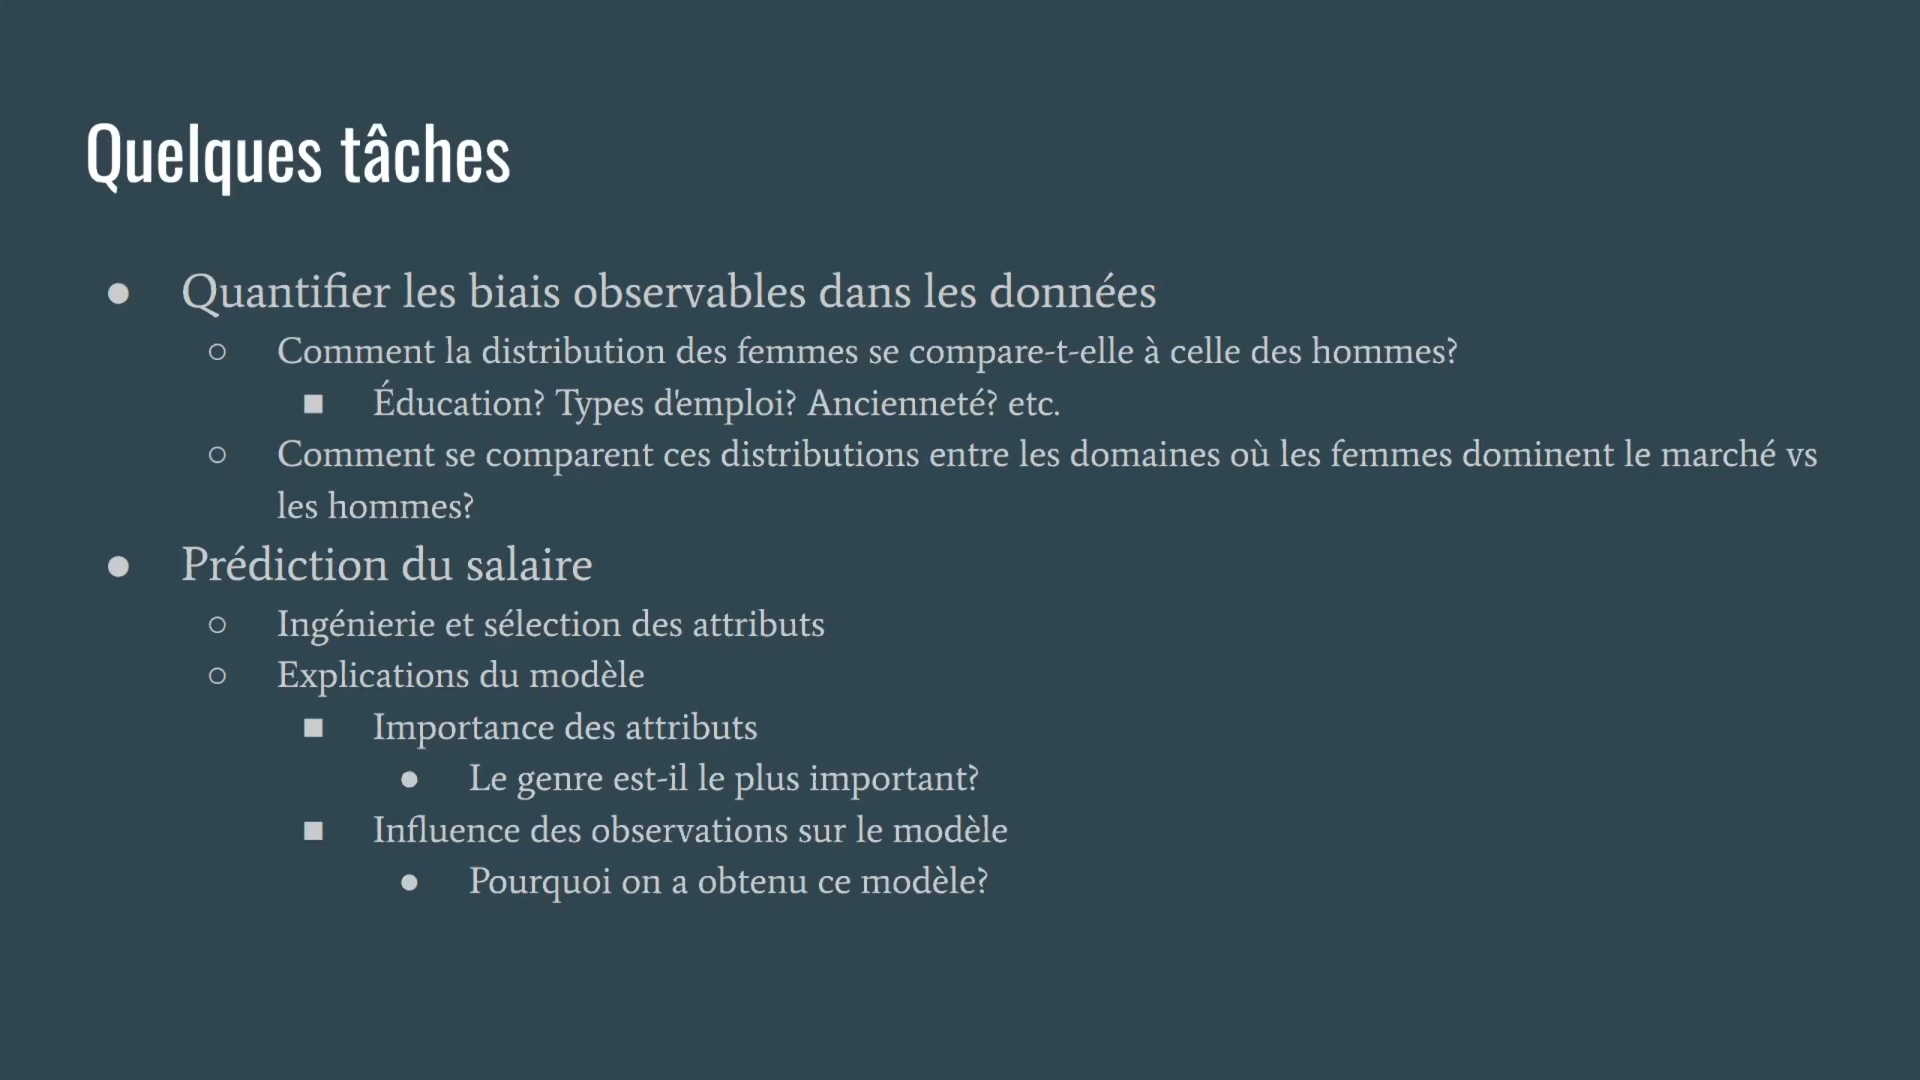 Quelques tâches
● Quantifier les biais observables dans les données
○ Comment la distribution des femmes se compare-t-elle à celle des hommes?
■ Éducation? Types d'emploi? Ancienneté? etc.
○ Comment se comparent ces distributions entre les domaines où les femmes dominent le marché vs
les hommes?
● Prédiction du salaire
○ Ingénierie et sélection des attributs
○ Explications du modèle
■ Importance des attributs
● Le genre est-il le plus important?
■ Influence des observations sur le modèle
● Pourquoi on a obtenu ce modèle?